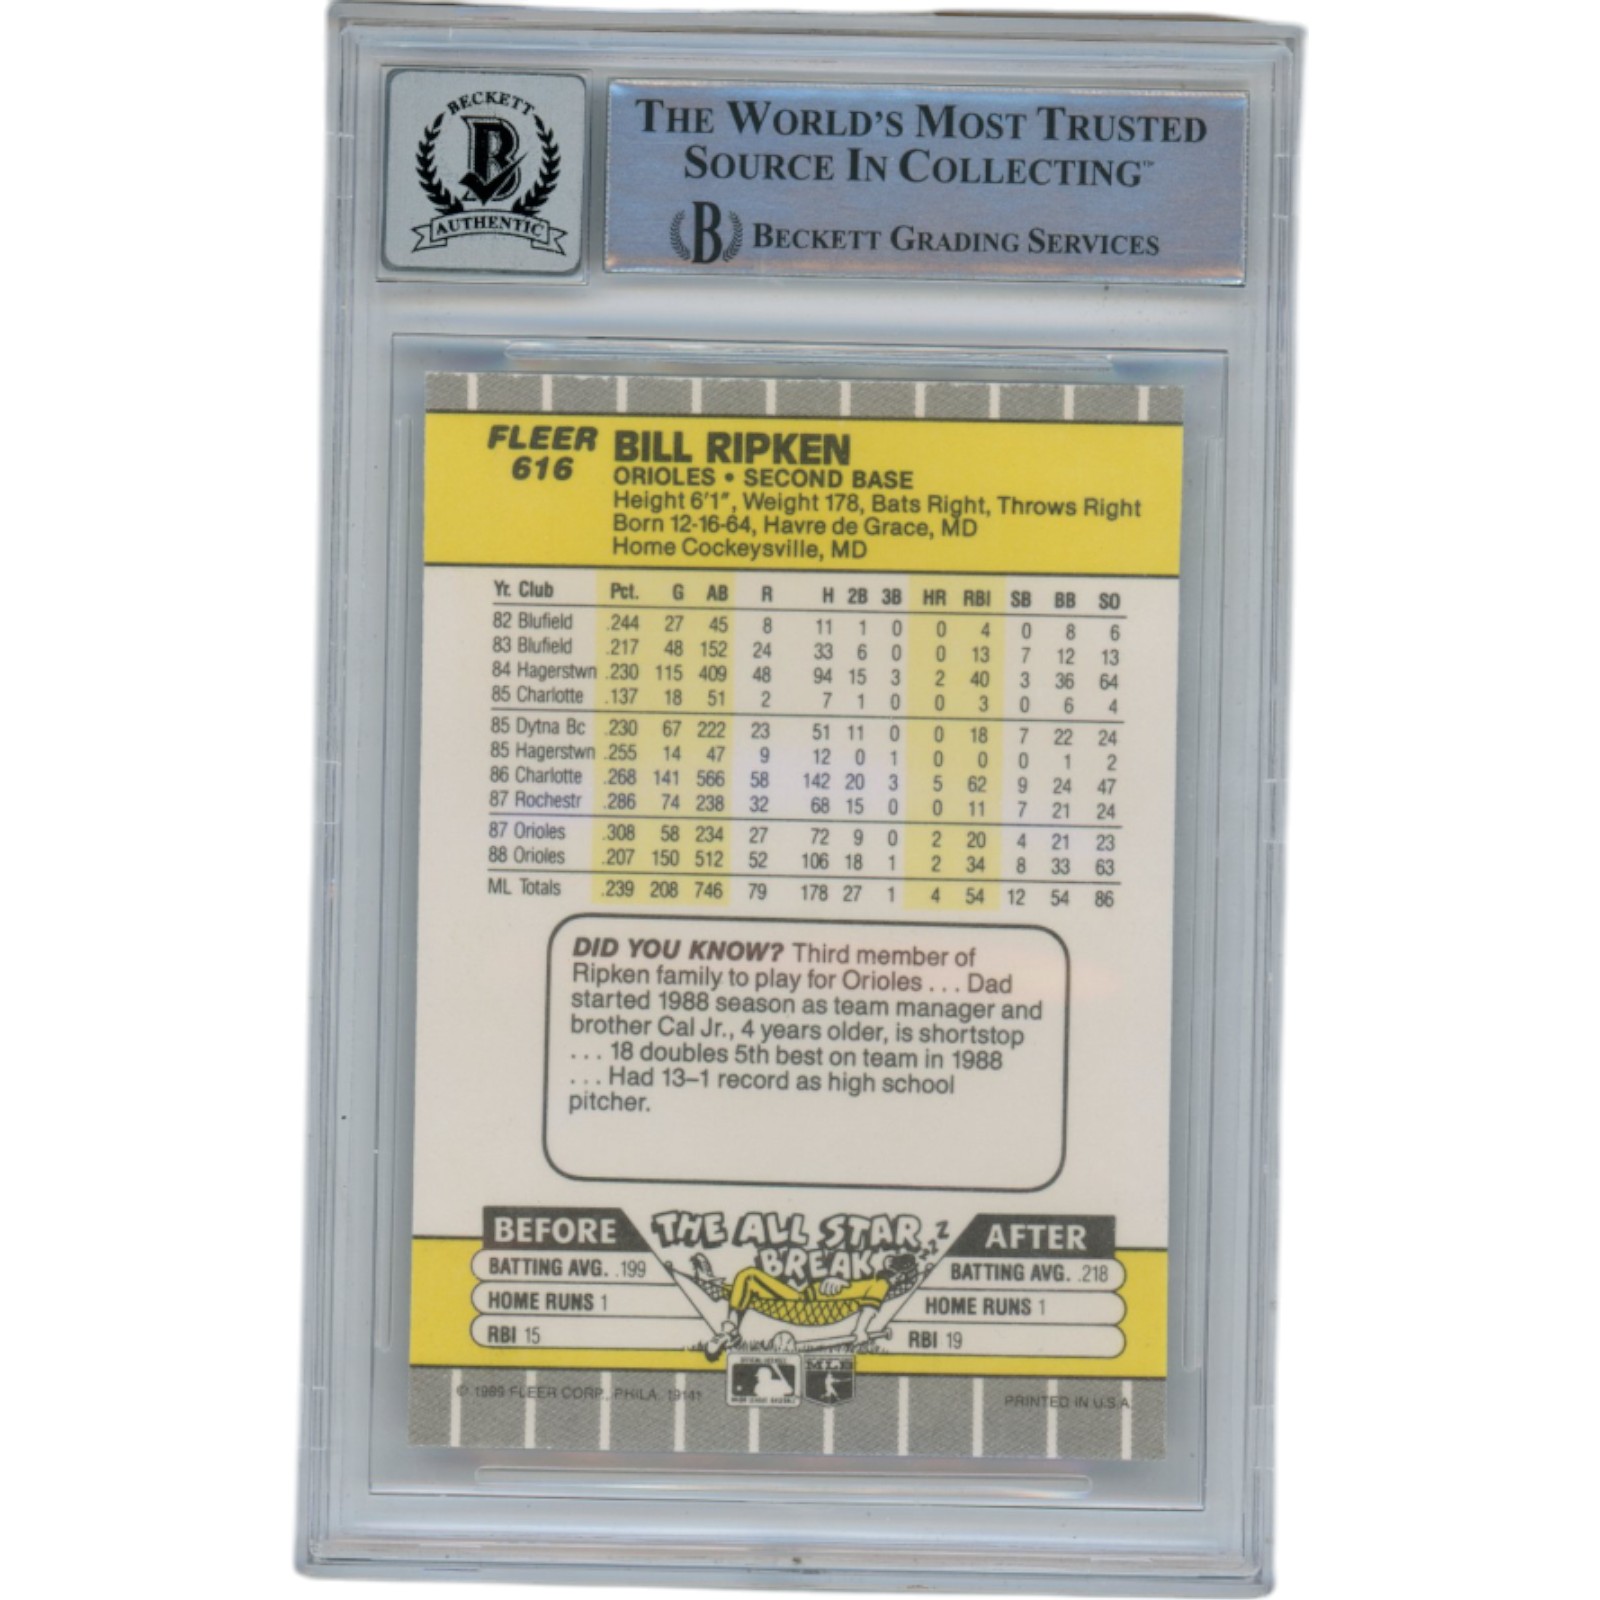 BECKETT
B
AUTHENTIC
THE WORLD'S MOST TRUSTED
SOURCE IN COLLECTING™
B BECKETT GRADING SERVICES
FLEER
616
BILL RIPKEN
ORIOLES • SECOND BASE
Height 6'1", Weight 178, Bats Right, Throws Right
Born 12-16-64, Havre de Grace, MD
Home Cockeysville, MD
Yr. Club Pct. G AB R H 2B 3B HR RBI SB BB SO
82 Blufield .244 27 45 8 11 1 0 0 4 0 8 6
83 Blufield .217 48 152 24 33 6 0 0 13 7 12 13
84 Hagerstwn .230 115 409 48 94 15 3 2 40 3 36 64
85 Charlotte .137 18 51 2 7 1 0 0 3 0 6 4
85 Dytna Bc .230 67 222 23 51 11 0 0 18 7 22 24
85 Hagerstwn .255 14 47 9 12 0 1 0 0 0 1 2
86 Charlotte .268 141 566 58 142 20 3 5 62 9 24 47
87 Rochestr .286 74 238 32 68 15 0 0 11 7 21 24
87 Orioles .308 58 234 27 72 9 0 2 20 4 21 23
88 Orioles .207 150 512 52 106 18 1 2 34 8 33 63
ML Totals .239 208 746 79 178 27 1 4 54 12 54 86
DID YOU KNOW? Third member of
Ripken family to play for Orioles . . . Dad
started 1988 season as team manager and
brother Cal Jr., 4 years older, is shortstop
. . . 18 doubles 5th best on team in 1988
. . . Had 13–1 record as high school
pitcher.
BEFORE
BATTING AVG. .199
HOME RUNS 1
RBI 15
THE ALL STAR
BREAK
Z Z Z
AFTER
BATTING AVG. .218
HOME RUNS 1
RBI 19
MLB
© 1989 FLEER CORP., PHILA. 19141
PRINTED IN U.S.A.